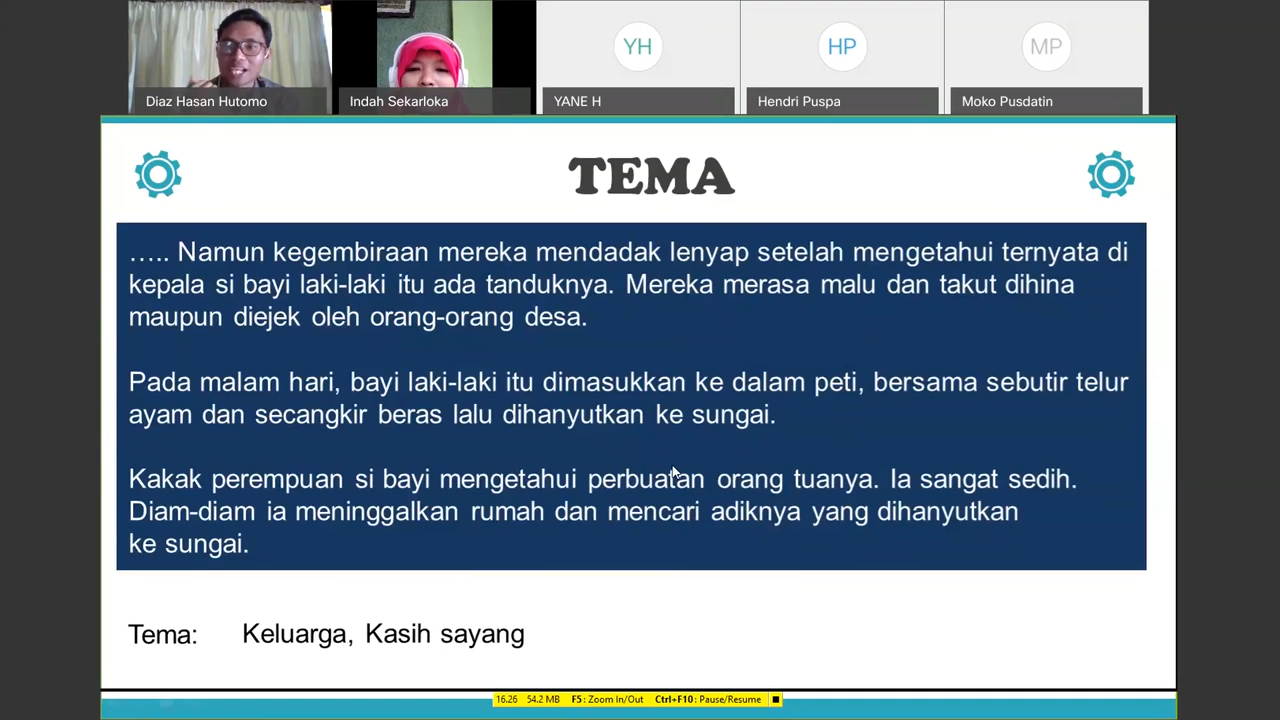 YH
HP
MP
Diaz Hasan Hutomo
Indah Sekarloka
YANE H
Hendri Puspa
Moko Pusdatin
TEMA
….. Namun kegembiraan mereka mendadak lenyap setelah mengetahui ternyata di
kepala si bayi laki-laki itu ada tanduknya. Mereka merasa malu dan takut dihina
maupun diejek oleh orang-orang desa.
Pada malam hari, bayi laki-laki itu dimasukkan ke dalam peti, bersama sebutir telur
ayam dan secangkir beras lalu dihanyutkan ke sungai.
Kakak perempuan si bayi mengetahui perbuatan orang tuanya. Ia sangat sedih.
Diam-diam ia meninggalkan rumah dan mencari adiknya yang dihanyutkan
ke sungai.
Tema: Keluarga, Kasih sayang
16.26 54.2 MB F5: Zoom In/Out Ctrl+F10: Pause/Resume